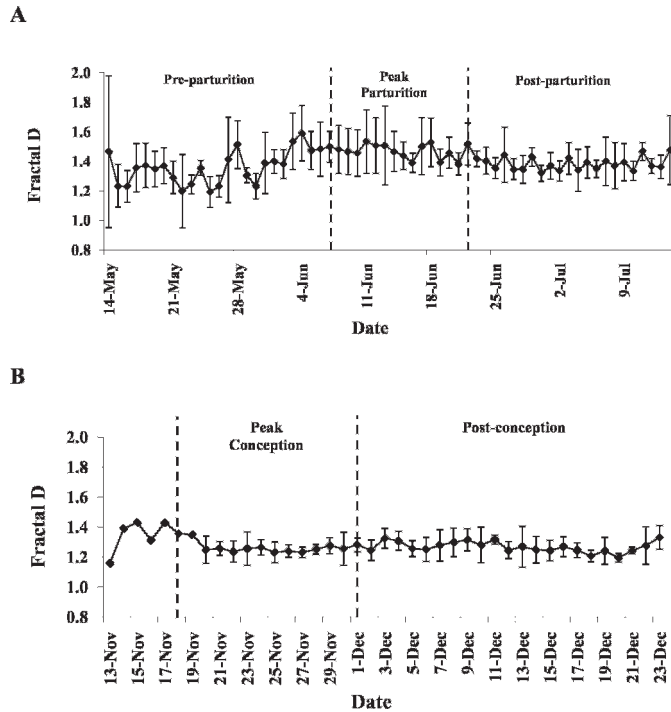 A
Pre-parturition
Peak
Parturition
Post-parturition
Fractal D
2.0
1.8
1.6
1.4
1.2
1.0
0.8
14-May
21-May
28-May
4-Jun
11-Jun
18-Jun
25-Jun
2-Jul
9-Jul
Date
B
Peak
Conception
Post-conception
Fractal D
2.0
1.8
1.6
1.4
1.2
1.0
0.8
13-Nov
15-Nov
17-Nov
19-Nov
21-Nov
23-Nov
25-Nov
27-Nov
29-Nov
1-Dec
3-Dec
5-Dec
7-Dec
9-Dec
11-Dec
13-Dec
15-Dec
17-Dec
19-Dec
21-Dec
23-Dec
Date